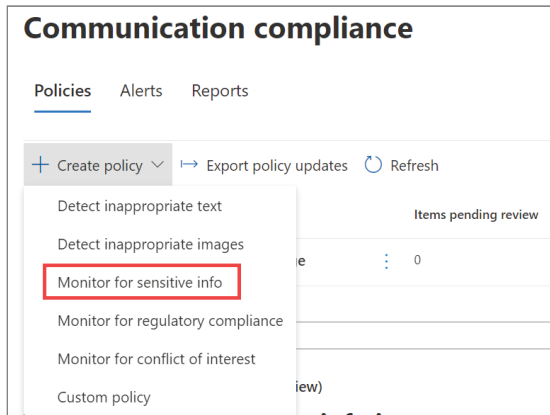 Communication compliance
Policies Alerts Reports
Create policy Export policy updates Refresh
Detect inappropriate text
Items pending review
Detect inappropriate images
0
Monitor for sensitive info
Monitor for regulatory compliance
Monitor for conflict of interest
Custom policy